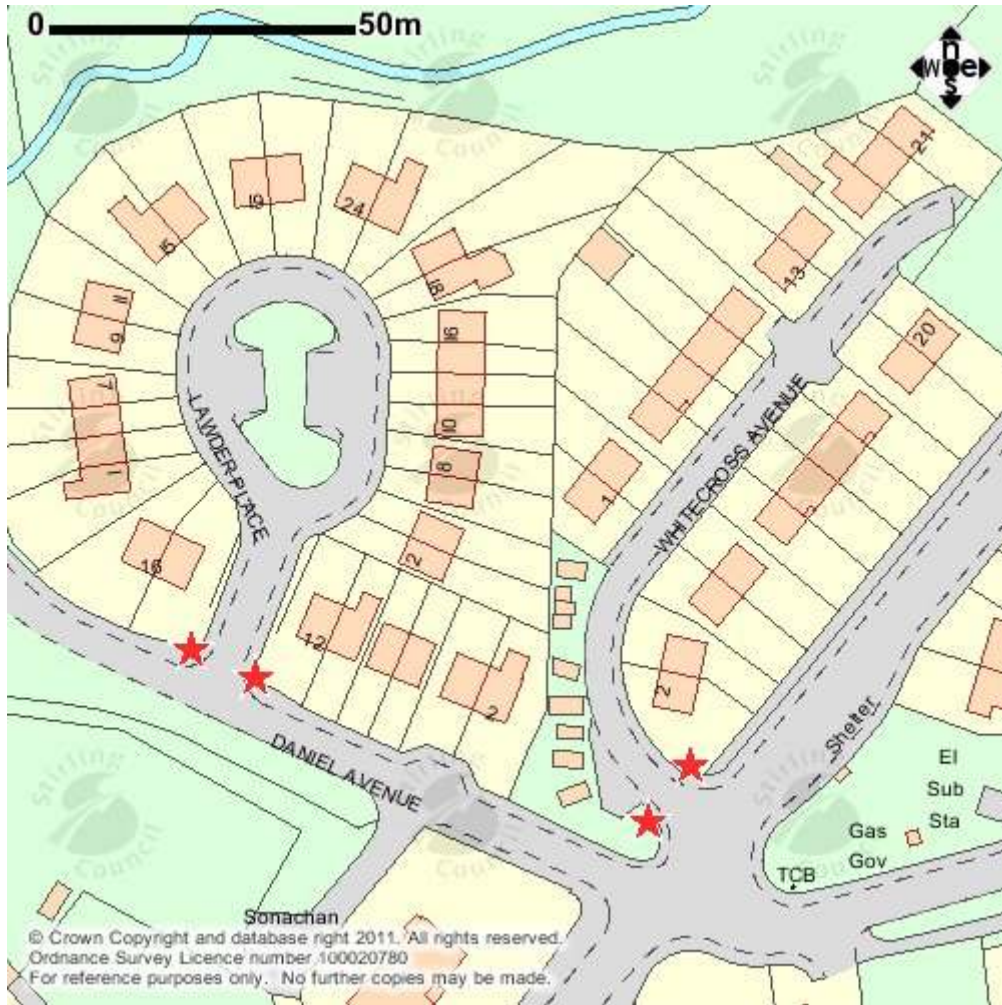 0 50m
n
w e
s
21
19
24
15
18
13
11
9
16
20
7
10
LAWDER PLACE
WHITECROSS AVENUE
1
8
1
2
16
12
2
2
DANIEL AVENUE
Shelter
El
Sub
Sta
Gas
Gov
TCB
Sonachan
© Crown Copyright and database right 2011. All rights reserved.
Ordnance Survey Licence number 100020780
For reference purposes only. No further copies may be made.
Stirling
Council